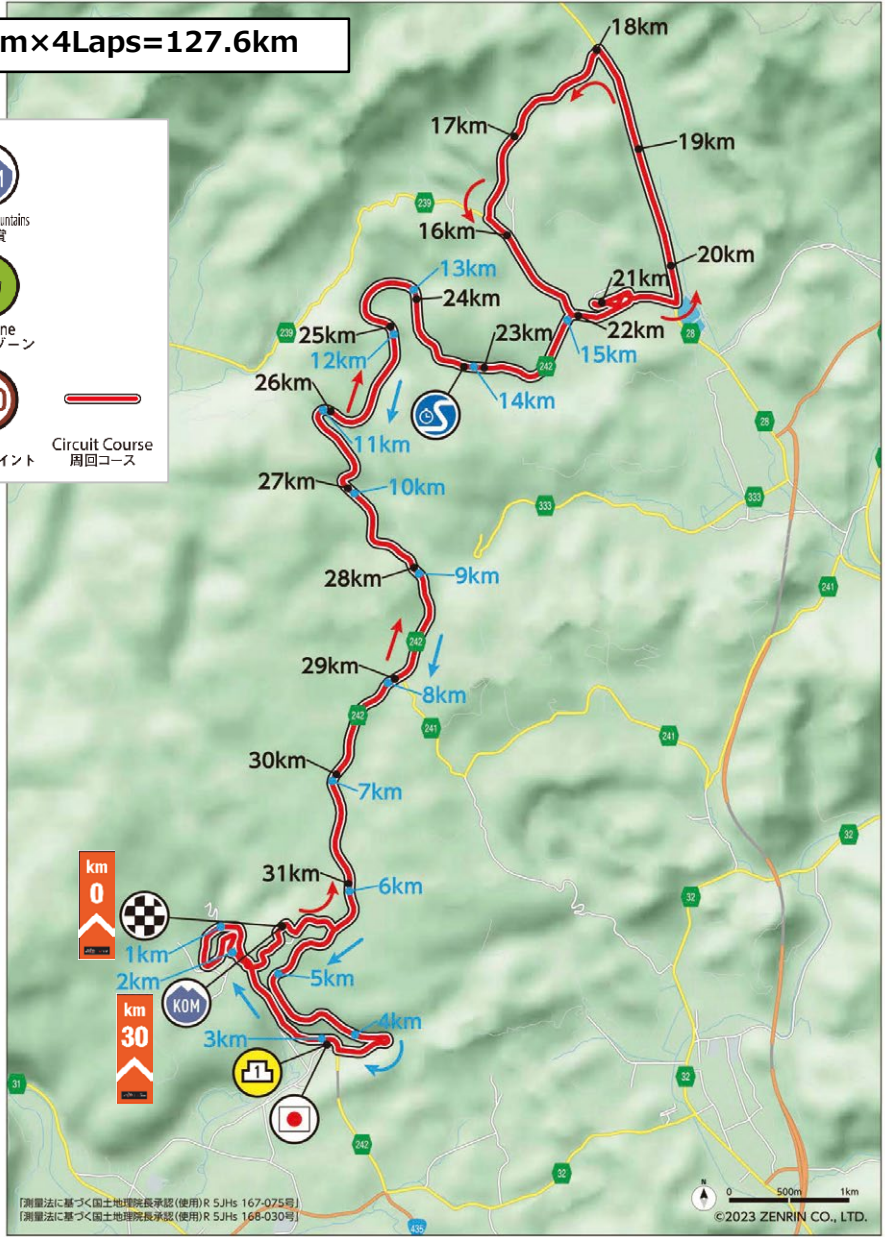 m×4Laps=127.6km
18km
17km
19km
239
16km
20km
13km
21km
24km
22km
25km
23km
15km
28
239
12km
242
14km
26km
28
11km
Circuit Course
周回コース
イント
ゾーン
賞
27km
10km
333
333
28km
9km
241
242
29km
8km
242
241
241
30km
7km
32
31km
6km
32
km
0
1km
5km
2km
KOM
km
30
4km
3km
1
31
32
242
32
「測量法に基づく国土地理院長承認(使用)R 5JHs 167-075号」
「測量法に基づく国土地理院長承認(使用)R 5JHs 168-030号」
435
N
0 500m 1km
©2023 ZENRIN CO., LTD.